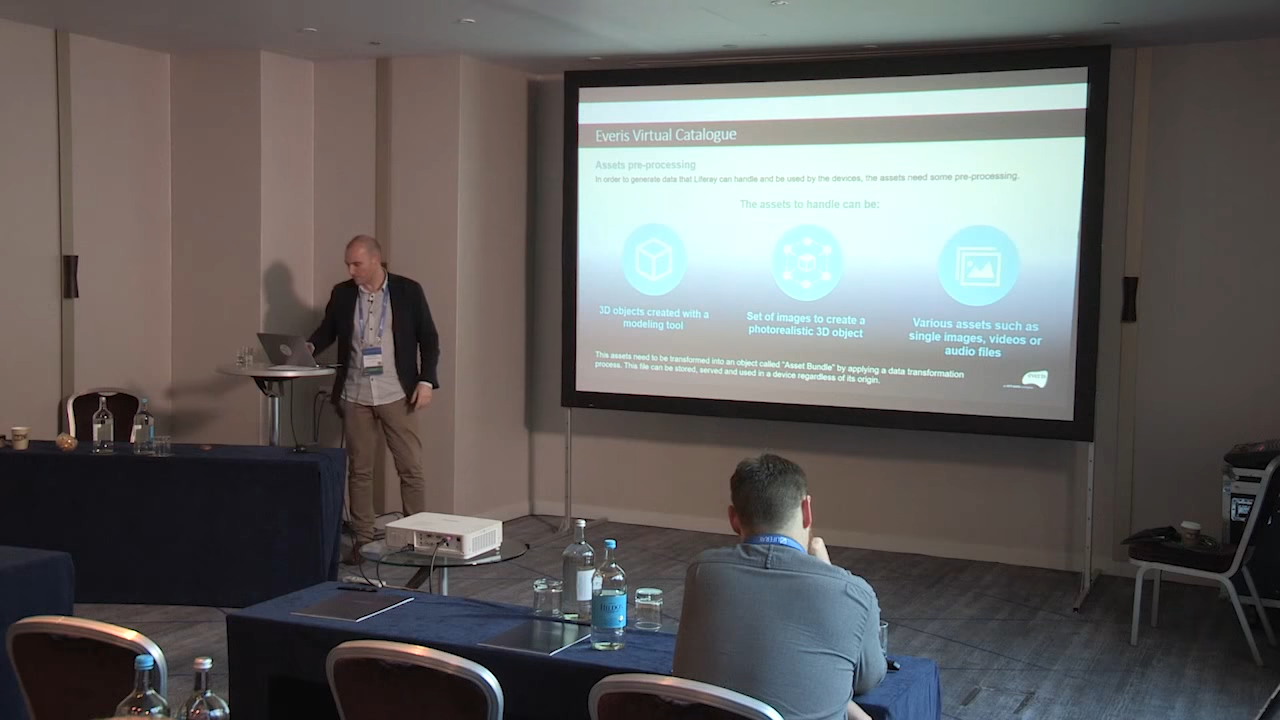 Everis Virtual Catalogue
Assets pre-processing
In order to generate data that Liferay can handle and be used by the devices, the assets need some pre-processing.
The assets to handle can be:
3D objects created with a
modeling tool
Set of images to create a
photorealistic 3D object
Various assets such as
single images, videos or
audio files
This assets need to be transformed into an object called "Asset Bundle" by applying a data transformation
process. This file can be stored, served and used in a device regardless of its origin.
everis
LIFERAY
HILDON